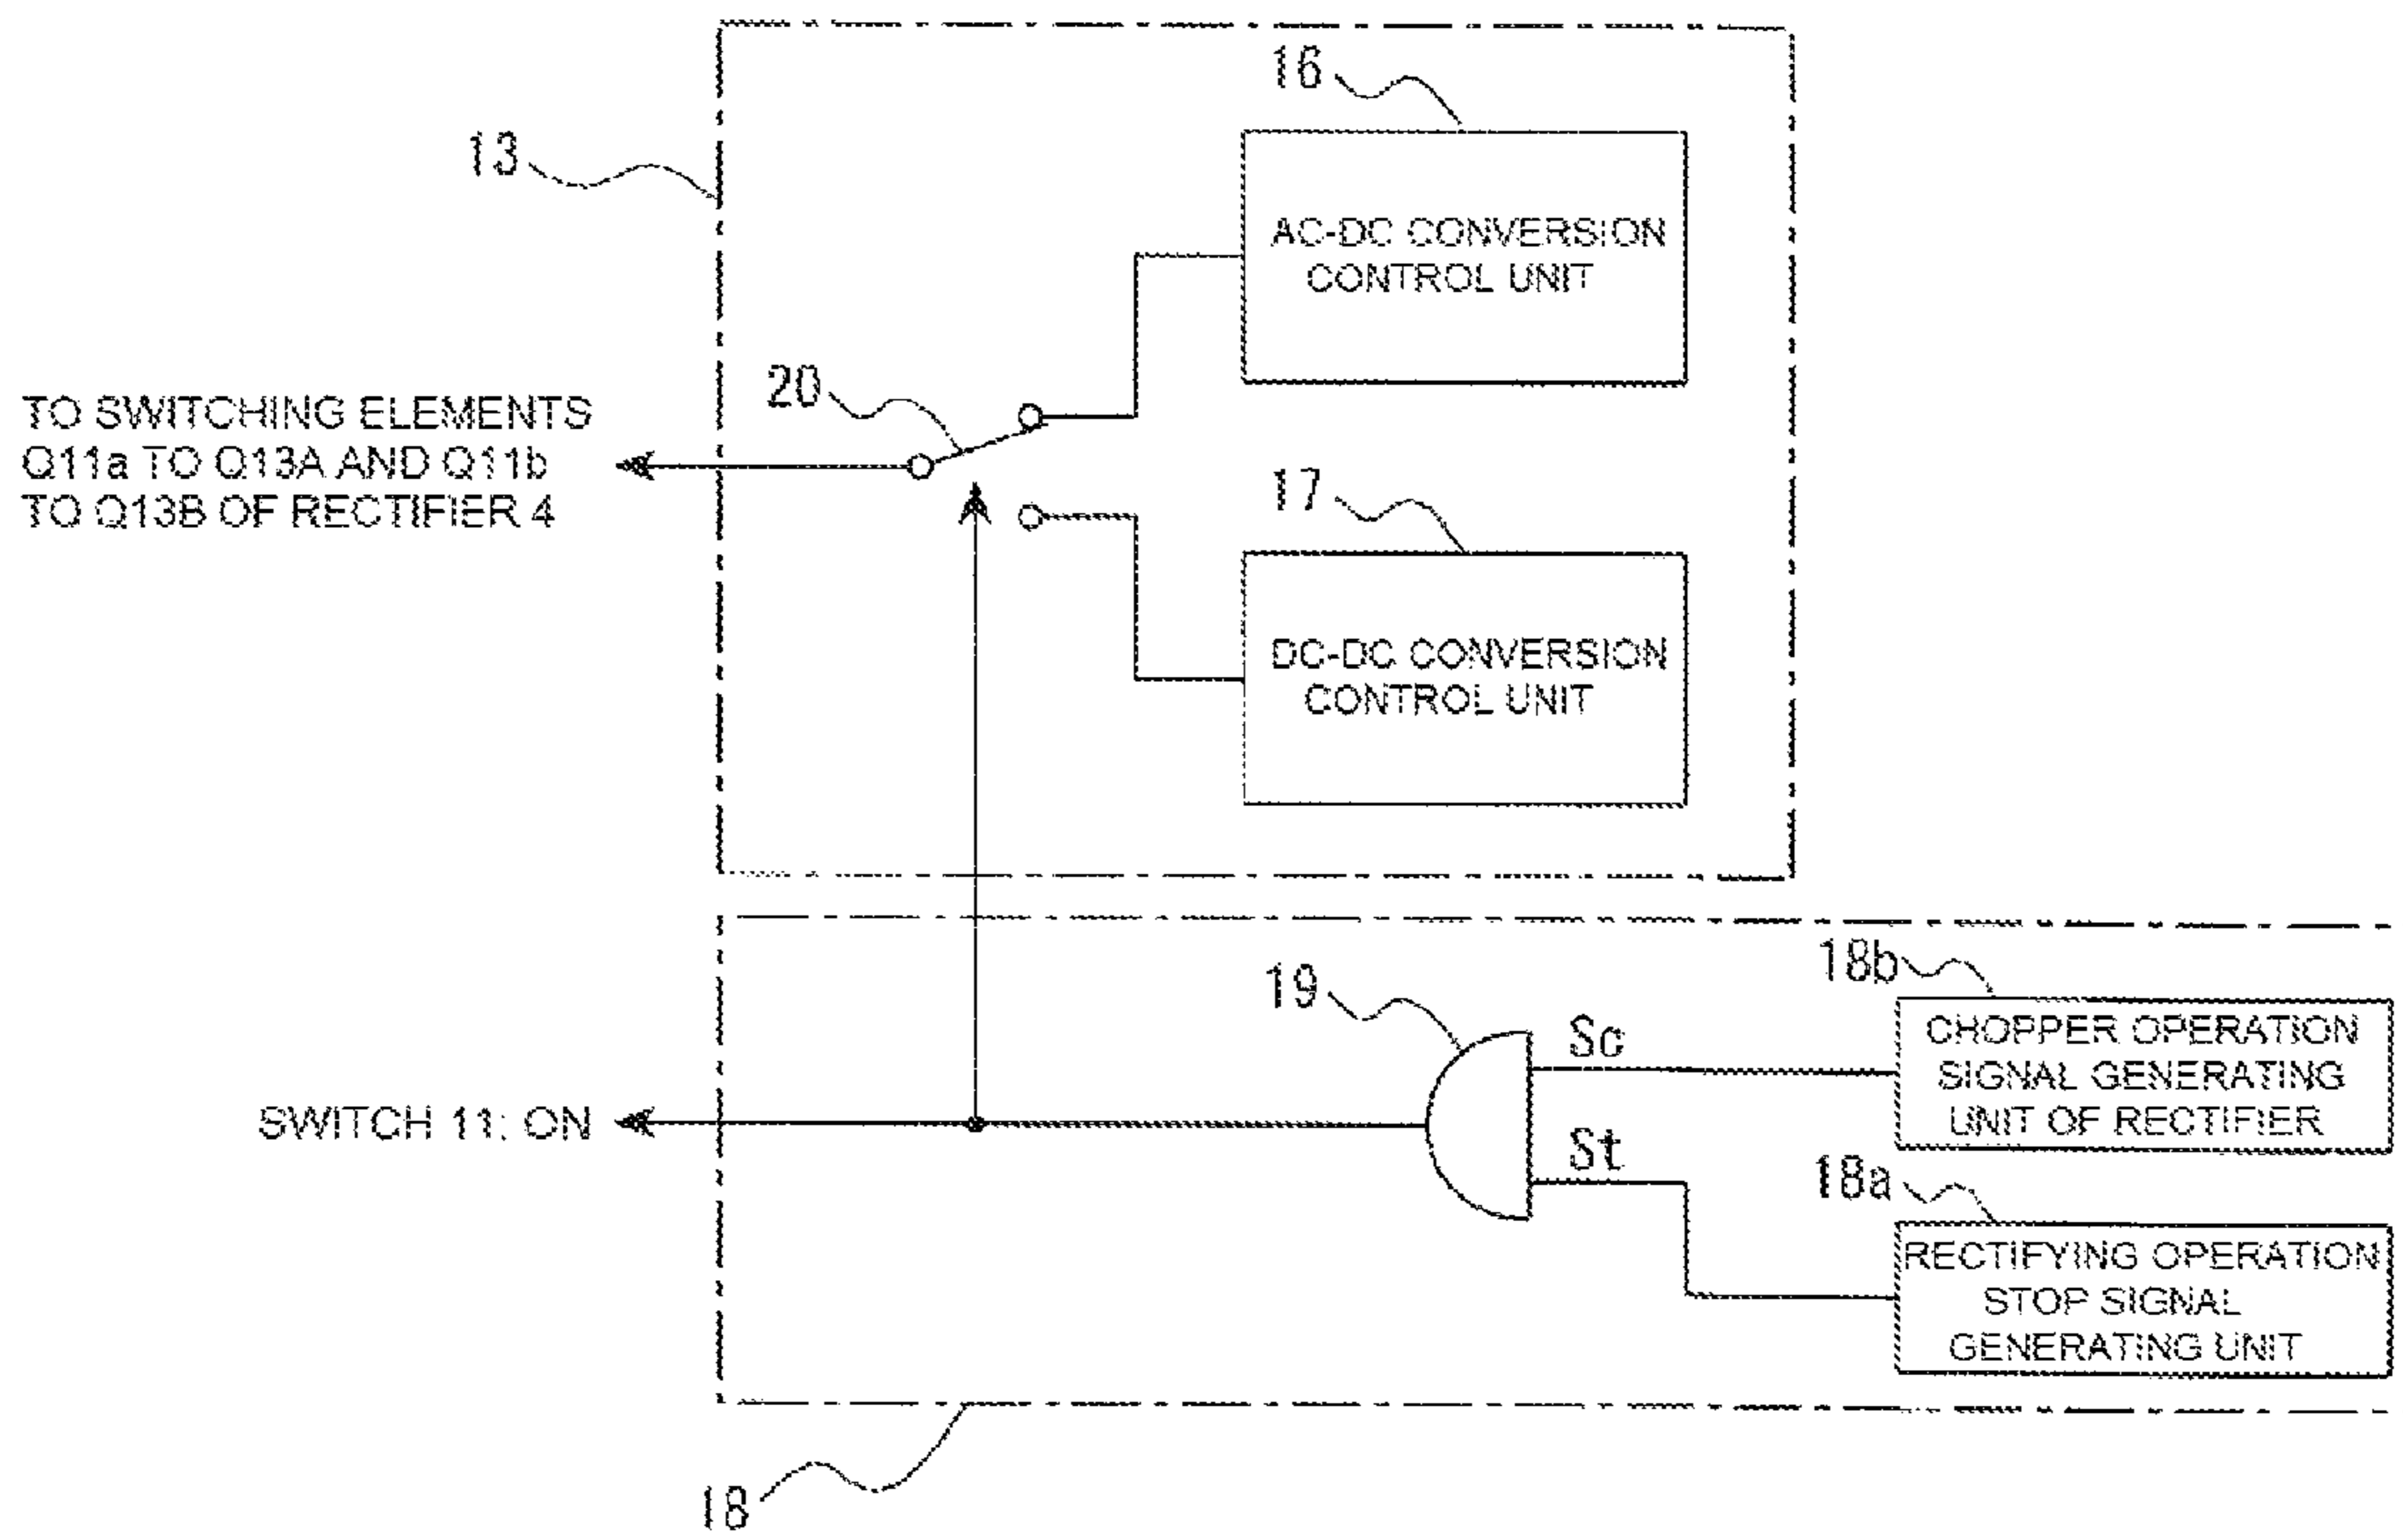 16
13
AC-DC CONVERSION
CONTROL UNIT
20
TO SWITCHING ELEMENTS
Q11a TO Q13A AND Q11b
TO Q13B OF RECTIFIER 4
17
DC-DC CONVERSION
CONTROL UNIT
18b
19
Sc
CHOPPER OPERATION
SIGNAL GENERATING
UNIT OF RECTIFIER
SWITCH 11: ON
St
18a
RECTIFYING OPERATION
STOP SIGNAL
GENERATING UNIT
18